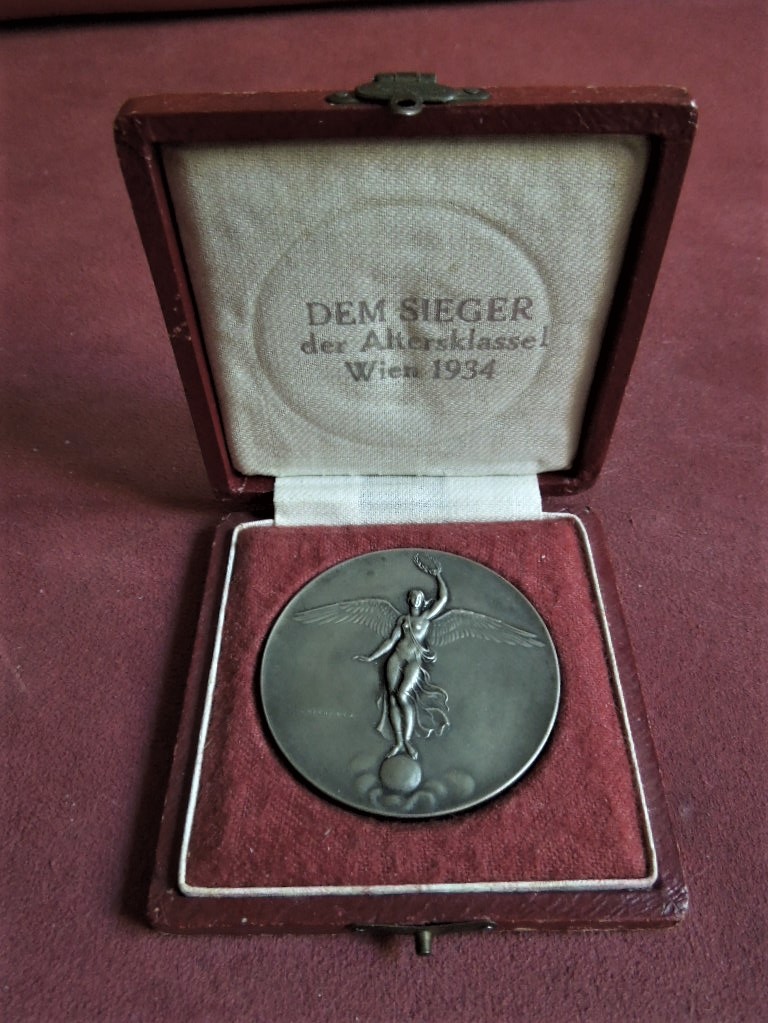 DEM SIEGER
der Altersklasse I
Wien 1934